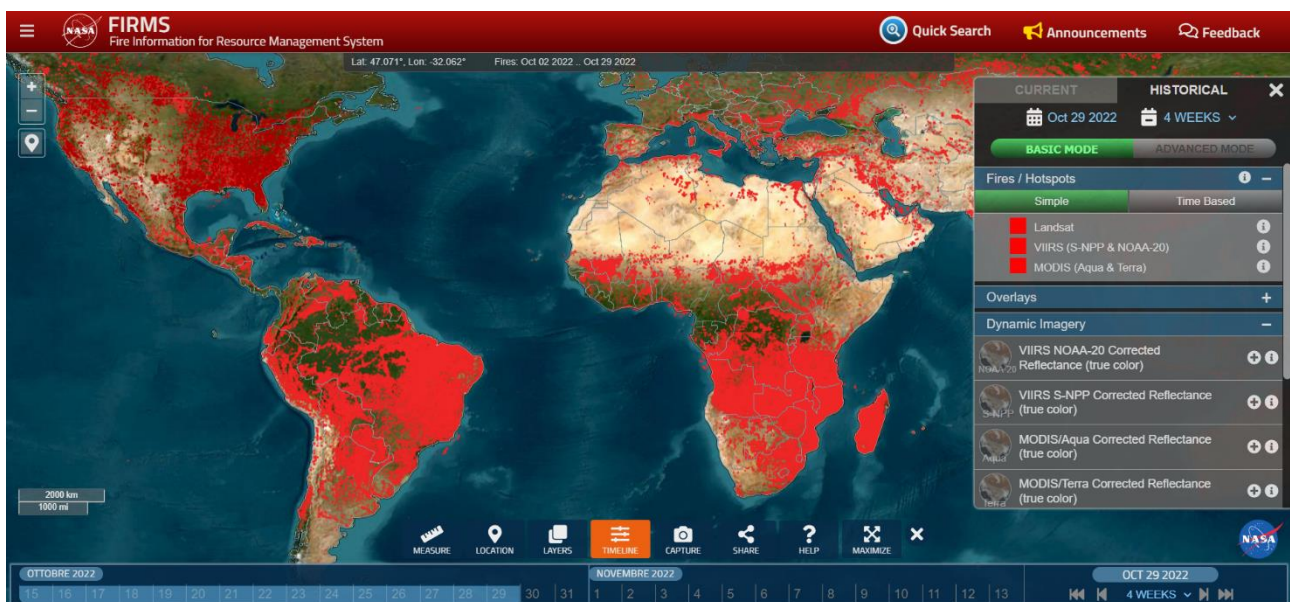 NASA
FIRMS
Fire Information for Resource Management System
Quick Search
Announcements
Feedback
Lat: 47.071°, Lon: -32.062° Fires: Oct 02 2022 .. Oct 29 2022
+
−
CURRENT
HISTORICAL
Oct 29 2022
4 WEEKS
BASIC MODE
ADVANCED MODE
Fires / Hotspots
Simple
Time Based
Landsat
VIIRS (S-NPP & NOAA-20)
MODIS (Aqua & Terra)
Overlays
Dynamic Imagery
NOAA-20
VIIRS NOAA-20 Corrected
Reflectance (true color)
S-NPP
VIIRS S-NPP Corrected Reflectance
(true color)
Aqua
MODIS/Aqua Corrected Reflectance
(true color)
Terra
MODIS/Terra Corrected Reflectance
(true color)
2000 km
1000 mi
MEASURE
LOCATION
LAYERS
TIMELINE
CAPTURE
SHARE
HELP
MAXIMIZE
NASA
OTTOBRE 2022
NOVEMBRE 2022
OCT 29 2022
15 16 17 18 19 20 21 22 23 24 25 26 27 28 29 30 31 1 2 3 4 5 6 7 8 9 10 11 12 13
4 WEEKS